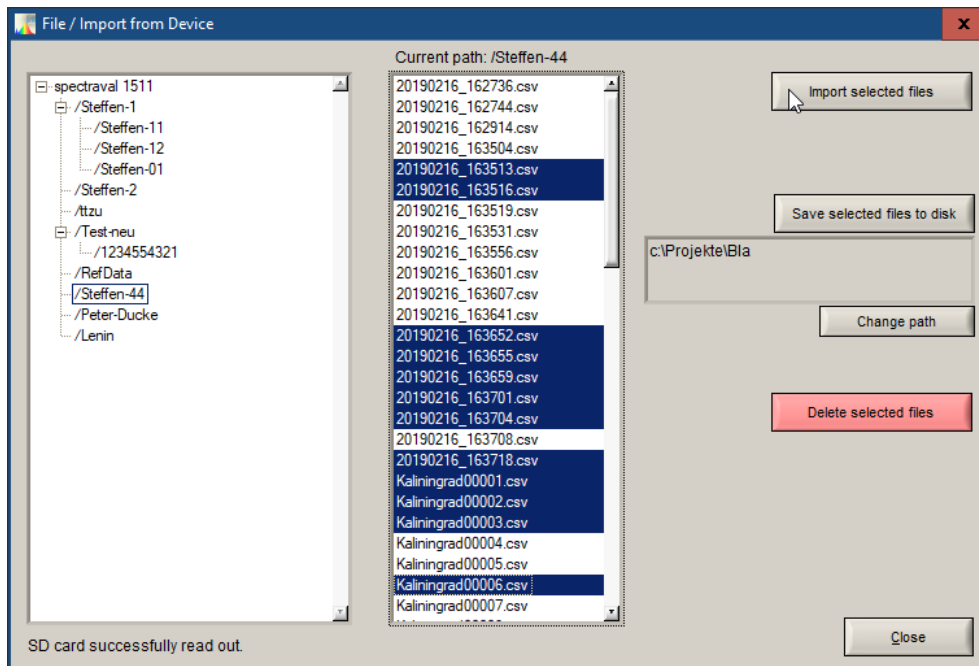 File / Import from Device
Current path: /Steffen-44
spectraval 1511
/Steffen-1
/Steffen-11
/Steffen-12
/Steffen-01
/Steffen-2
/ttzu
/Test-neu
/1234554321
/RefData
/Steffen-44
/Peter-Ducke
/Lenin
20190216_162736.csv
20190216_162744.csv
20190216_162914.csv
20190216_163504.csv
20190216_163513.csv
20190216_163516.csv
20190216_163519.csv
20190216_163531.csv
20190216_163556.csv
20190216_163601.csv
20190216_163607.csv
20190216_163641.csv
20190216_163652.csv
20190216_163655.csv
20190216_163659.csv
20190216_163701.csv
20190216_163704.csv
20190216_163708.csv
20190216_163718.csv
Kaliningrad00001.csv
Kaliningrad00002.csv
Kaliningrad00003.csv
Kaliningrad00004.csv
Kaliningrad00005.csv
Kaliningrad00006.csv
Kaliningrad00007.csv
Import selected files
Save selected files to disk
c:\Projekte\Bla
Change path
Delete selected files
Close
SD card successfully read out.